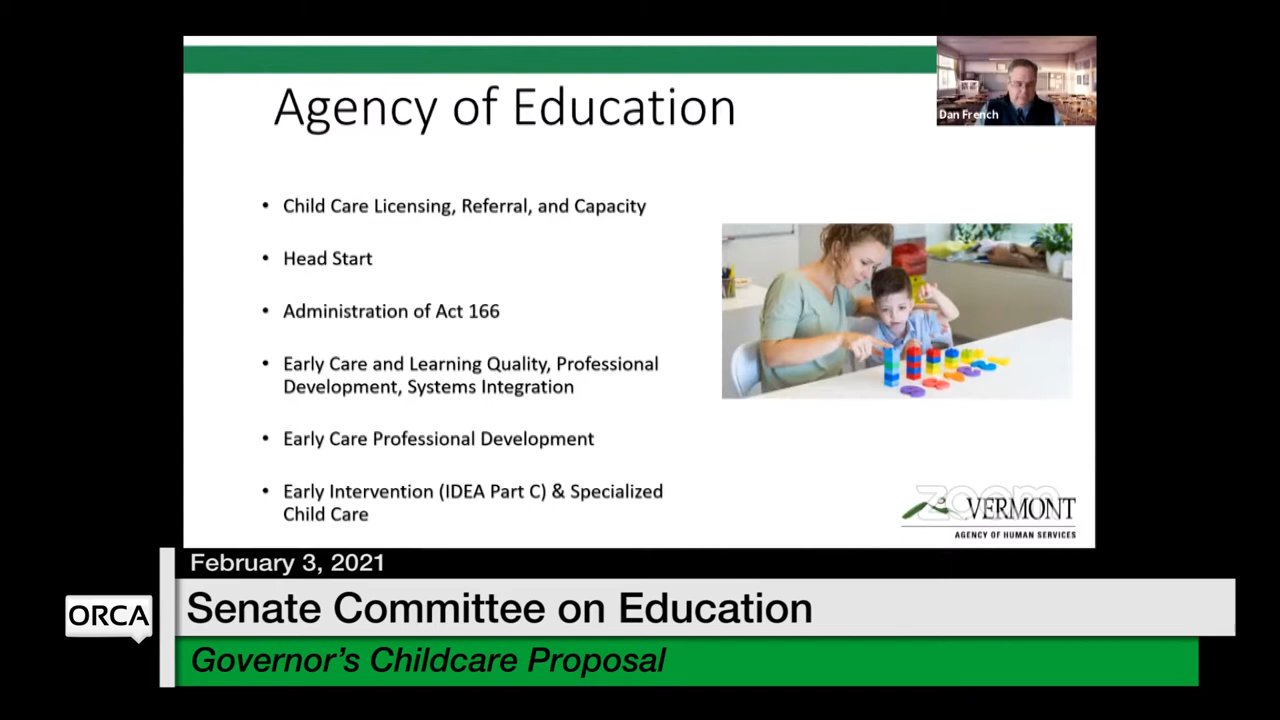 Agency of Education
Dan French
• Child Care Licensing, Referral, and Capacity
• Head Start
• Administration of Act 166
• Early Care and Learning Quality, Professional
Development, Systems Integration
• Early Care Professional Development
• Early Intervention (IDEA Part C) & Specialized
Child Care
zoom
VERMONT
AGENCY OF HUMAN SERVICES
February 3, 2021
ORCA
Senate Committee on Education
Governor's Childcare Proposal